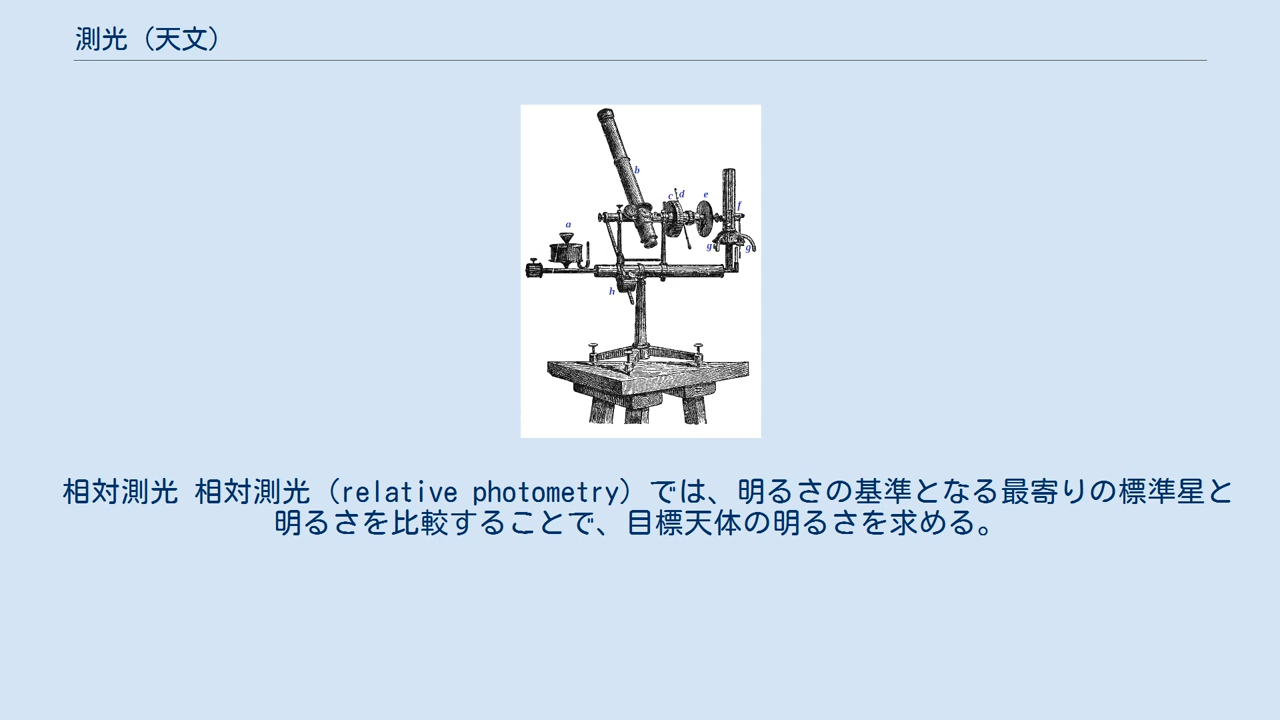 測光（天文）
b
c d e
f
a
g g
h
相対測光 相対測光（relative photometry）では、明るさの基準となる最寄りの標準星と
明るさを比較することで、目標天体の明るさを求める。